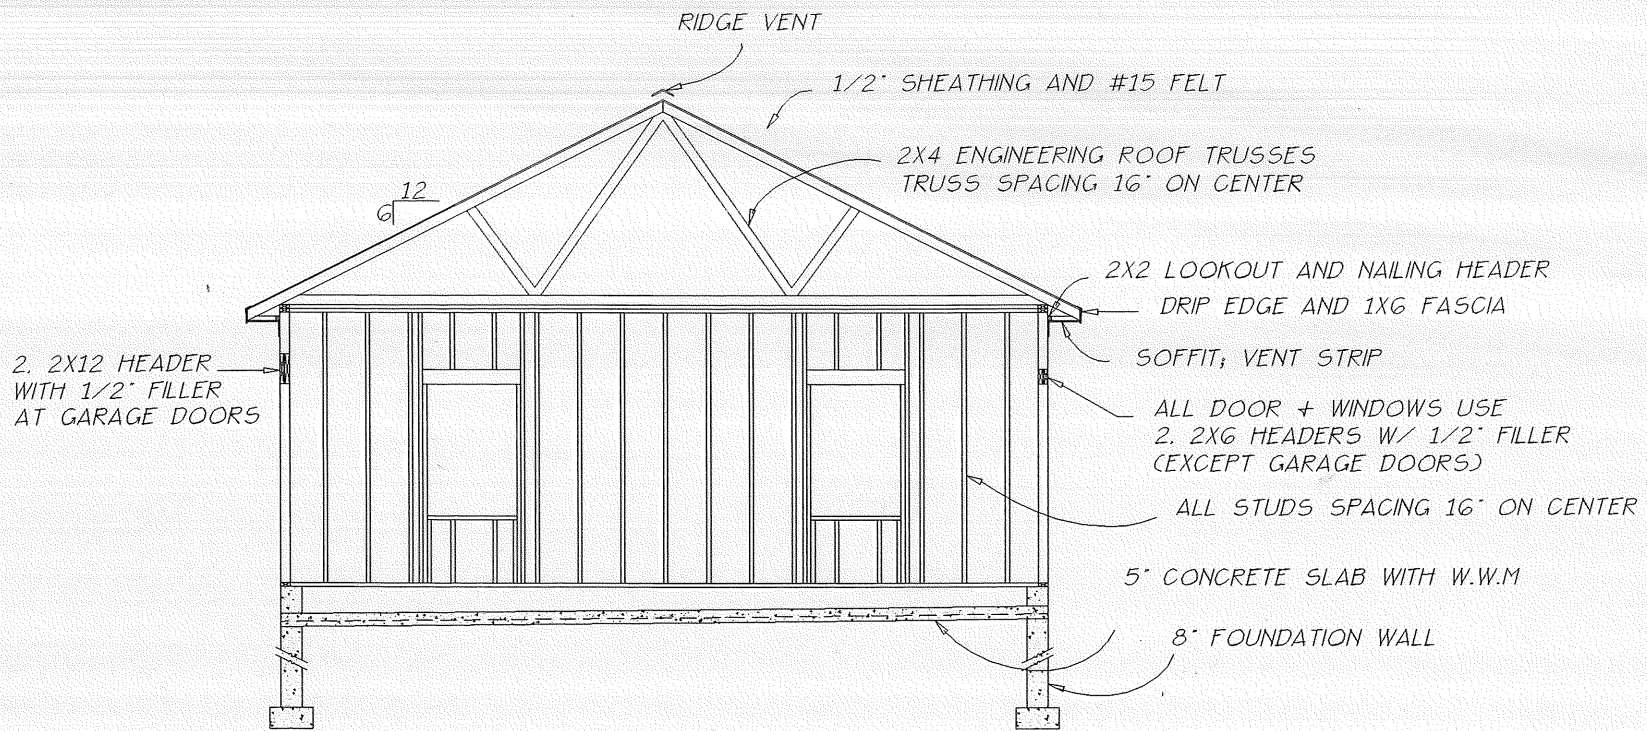 RIDGE VENT
1/2" SHEATHING AND #15 FELT
2X4 ENGINEERING ROOF TRUSSES
TRUSS SPACING 16" ON CENTER
12
6
2X2 LOOKOUT AND NAILING HEADER
DRIP EDGE AND 1X6 FASCIA
SOFFIT; VENT STRIP
2. 2X12 HEADER
WITH 1/2" FILLER
AT GARAGE DOORS
ALL DOOR + WINDOWS USE
2. 2X6 HEADERS W/ 1/2" FILLER
(EXCEPT GARAGE DOORS)
ALL STUDS SPACING 16" ON CENTER
5" CONCRETE SLAB WITH W.W.M
8" FOUNDATION WALL